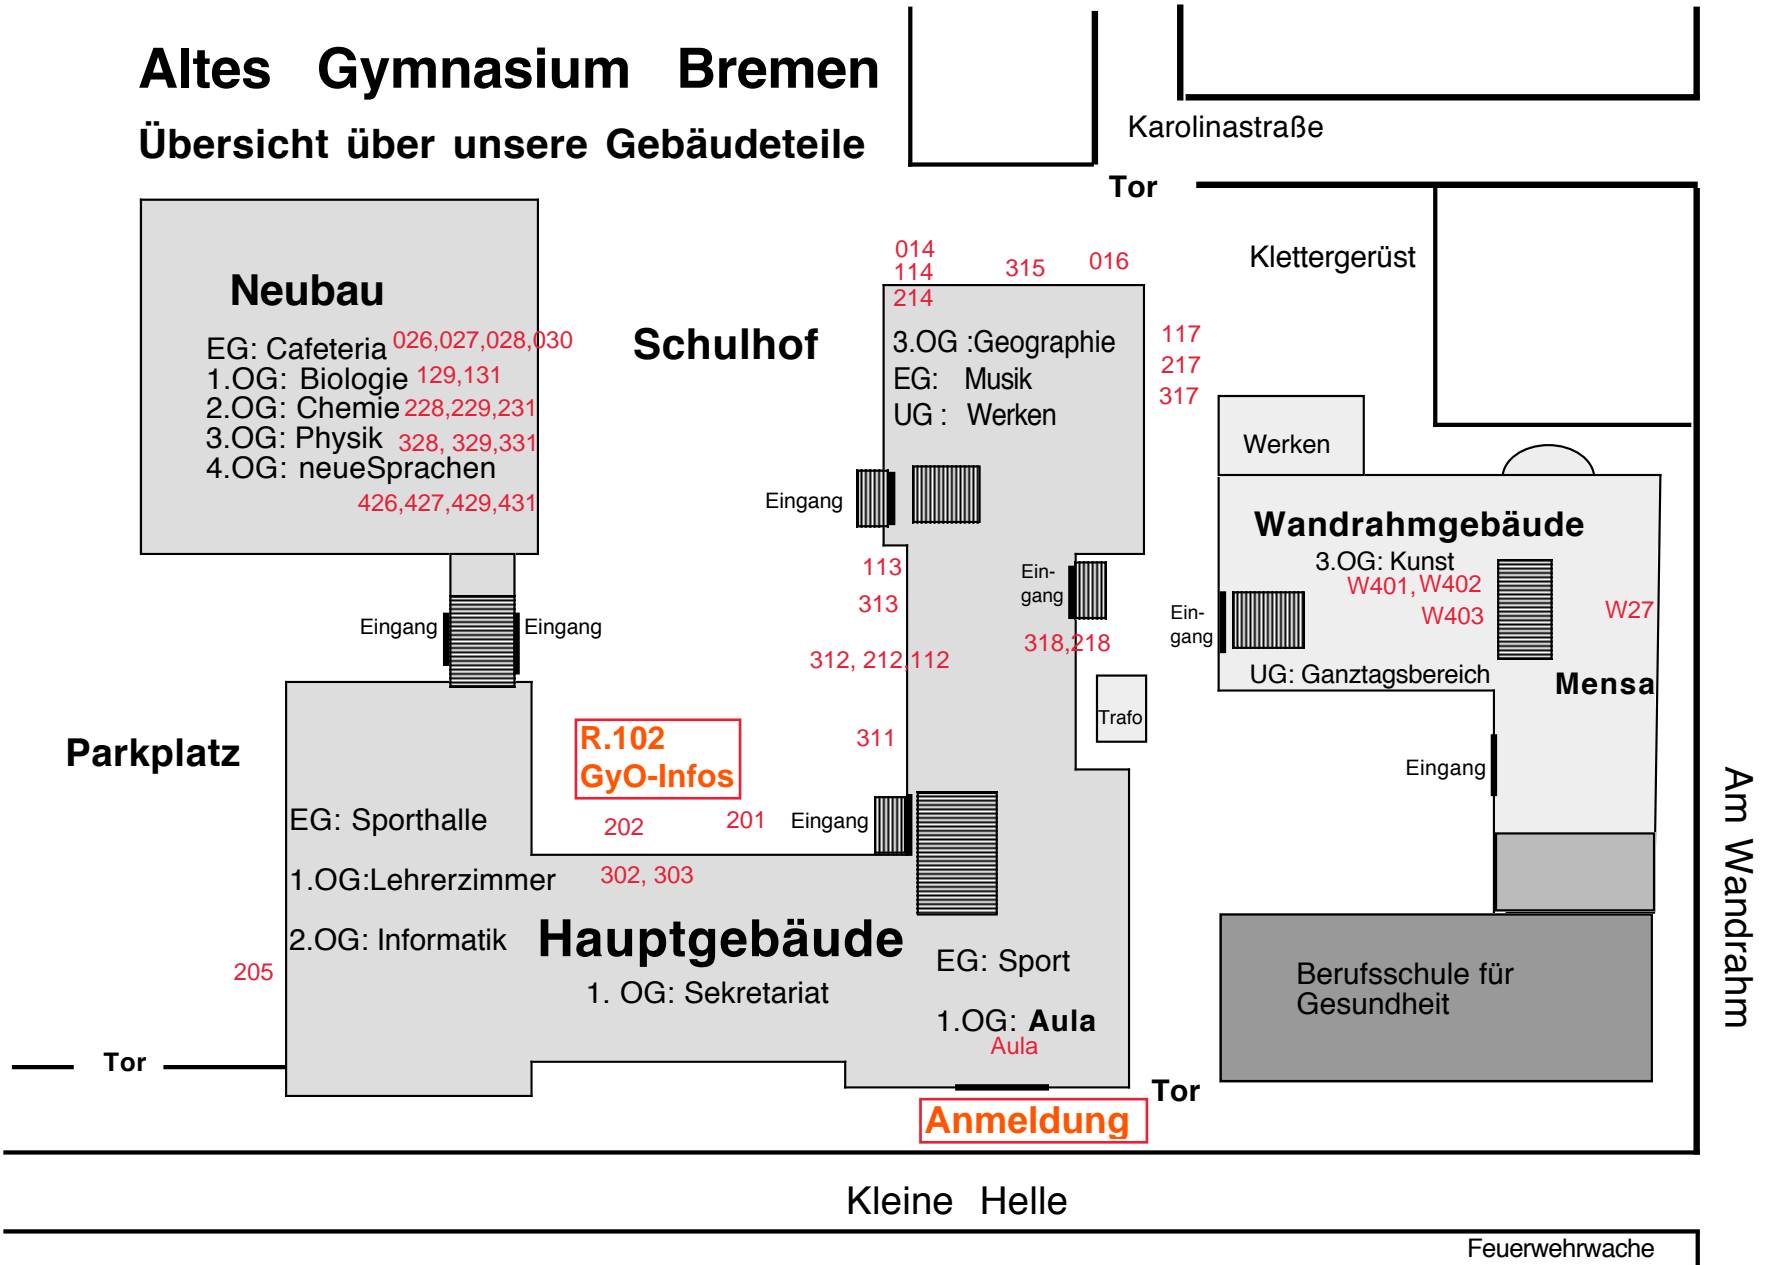 Altes Gymnasium Bremen
Übersicht über unsere Gebäudeteile
Karolinastraße
Tor
Klettergerüst
Neubau
EG: Cafeteria 026,027,028,030
1.OG: Biologie 129,131
2.OG: Chemie 228,229,231
3.OG: Physik 328, 329,331
4.OG: neueSprachen
426,427,429,431
Schulhof
014
114
214
315
016
3.OG :Geographie
EG: Musik
UG : Werken
117
217
317
Werken
Eingang
Wandrahmgebäude
3.OG: Kunst
W401, W402
W403
W27
113
313
Ein-
gang
Ein-
gang
Eingang
Eingang
312, 212,112
318,218
UG: Ganztagsbereich
Mensa
Trafo
Parkplatz
R.102
GyO-Infos
311
Eingang
EG: Sporthalle
202
201
Eingang
1.OG:Lehrerzimmer
302, 303
2.OG: Informatik
Hauptgebäude
205
1. OG: Sekretariat
EG: Sport
1.OG: Aula
Aula
Berufsschule für
Gesundheit
Am Wandrahm
Tor
Tor
Anmeldung
Kleine Helle
Feuerwehrwache